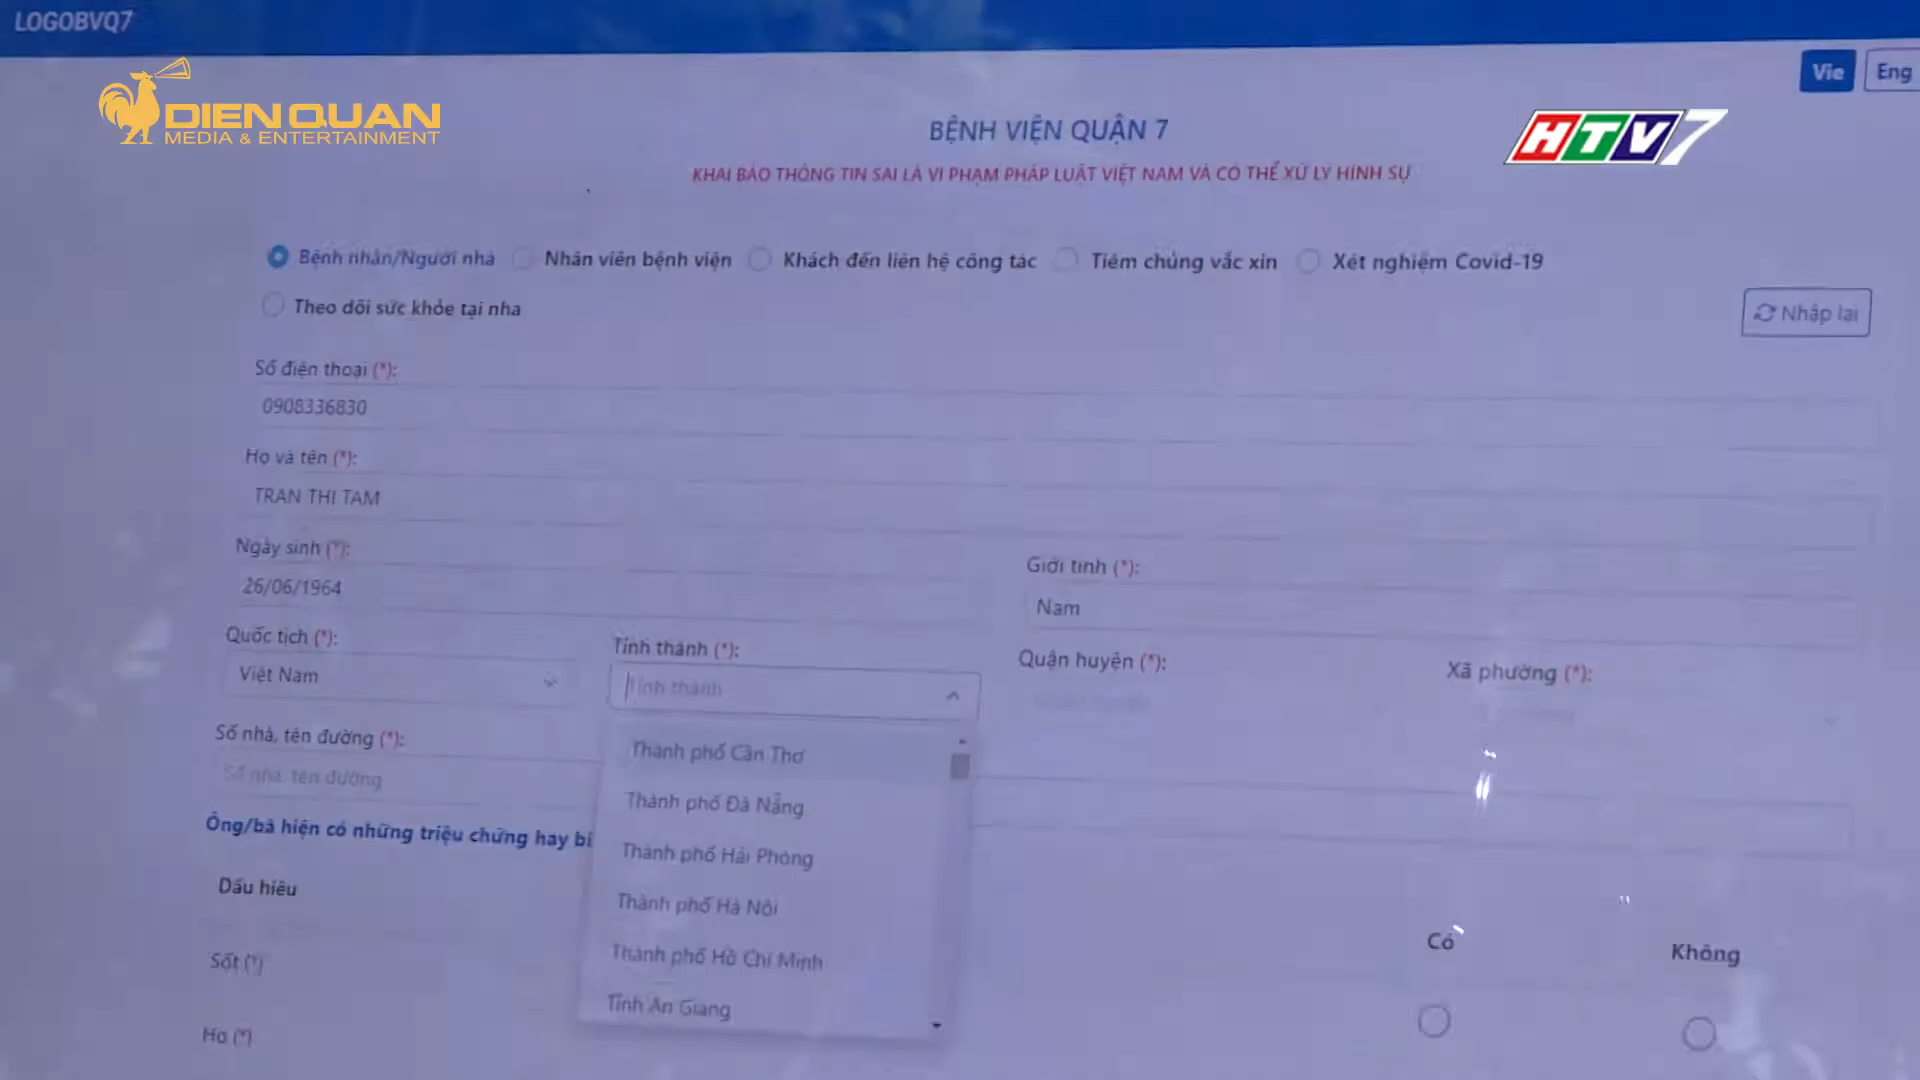 LOGOBVQ7
DIEN QUAN
MEDIA & ENTERTAINMENT
HTV7
Vie
Eng
BỆNH VIỆN QUẬN 7
KHAI BÁO THÔNG TIN SAI LÀ VI PHẠM PHÁP LUẬT VIỆT NAM VÀ CÓ THỂ XỬ LÝ HÌNH SỰ
Bệnh nhân/Người nhà
Nhân viên bệnh viện
Khách đến liên hệ công tác
Tiêm chủng vắc xin
Xét nghiệm Covid-19
Theo dõi sức khỏe tại nhà
Nhập lại
Số điện thoại (*):
0908336830
Họ và tên (*):
TRAN THI TAM
Ngày sinh (*):
26/06/1964
Giới tính (*):
Nam
Quốc tịch (*):
Việt Nam
Tỉnh thành (*):
Tỉnh thành
Quận huyện (*):
Xã phường (*):
Số nhà, tên đường (*):
Số nhà, tên đường
Thành phố Cần Thơ
Thành phố Đà Nẵng
Thành phố Hải Phòng
Thành phố Hà Nội
Thành phố Hồ Chí Minh
Tỉnh An Giang
Ông/bà hiện có những triệu chứng hay bi
Dấu hiệu
Có
Không
Sốt (*)
Ho (*)